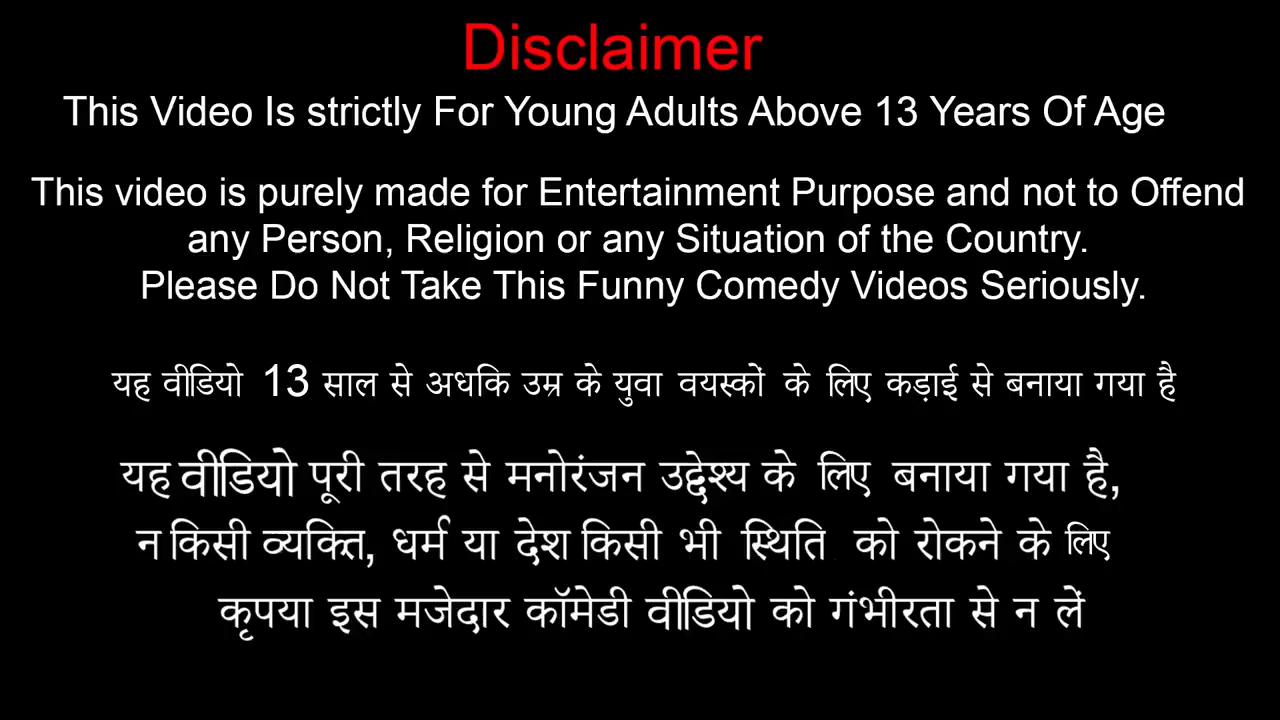 Disclaimer
This Video Is strictly For Young Adults Above 13 Years Of Age
This video is purely made for Entertainment Purpose and not to Offend
any Person, Religion or any Situation of the Country.
Please Do Not Take This Funny Comedy Videos Seriously.
यह वीडियो 13 साल से अधकि उम्र के युवा वयस्कों के लिए कड़ाई से बनाया गया है
यह वीडियो पूरी तरह से मनोरंजन उद्देश्य के लिए बनाया गया है,
न किसी व्यक्ति, धर्म या देश किसी भी स्थिति को रोकने के लिए
कृपया इस मजेदार कॉमेडी वीडियो को गंभीरता से न लें